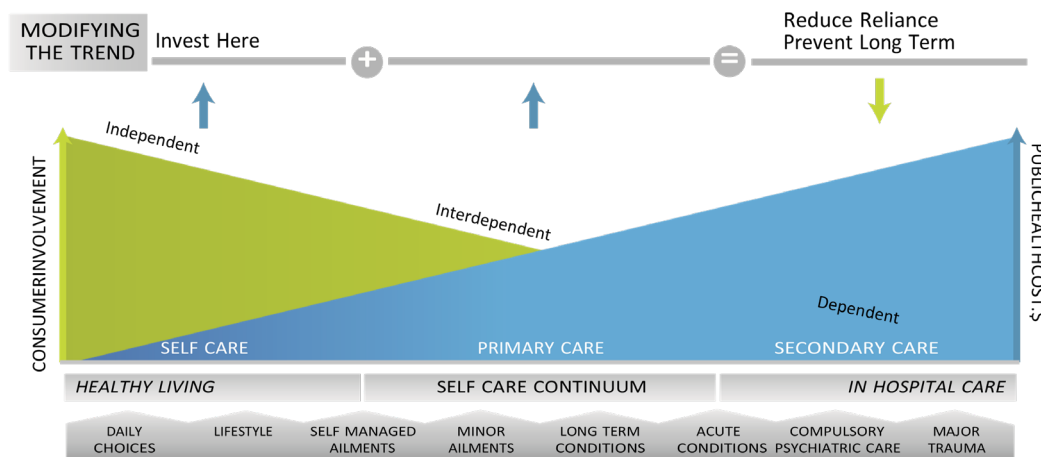 MODIFYING
THE TREND
Invest Here
+
=
Reduce Reliance
Prevent Long Term
Independent
Interdependent
Dependent
CONSUMERINVOLVEMENT
PUBLICHEALTHCOST.$
SELF CARE
PRIMARY CARE
SECONDARY CARE
HEALTHY LIVING
SELF CARE CONTINUUM
IN HOSPITAL CARE
DAILY
CHOICES
LIFESTYLE
SELF MANAGED
AILMENTS
MINOR
AILMENTS
LONG TERM
CONDITIONS
ACUTE
CONDITIONS
COMPULSORY
PSYCHIATRIC CARE
MAJOR
TRAUMA